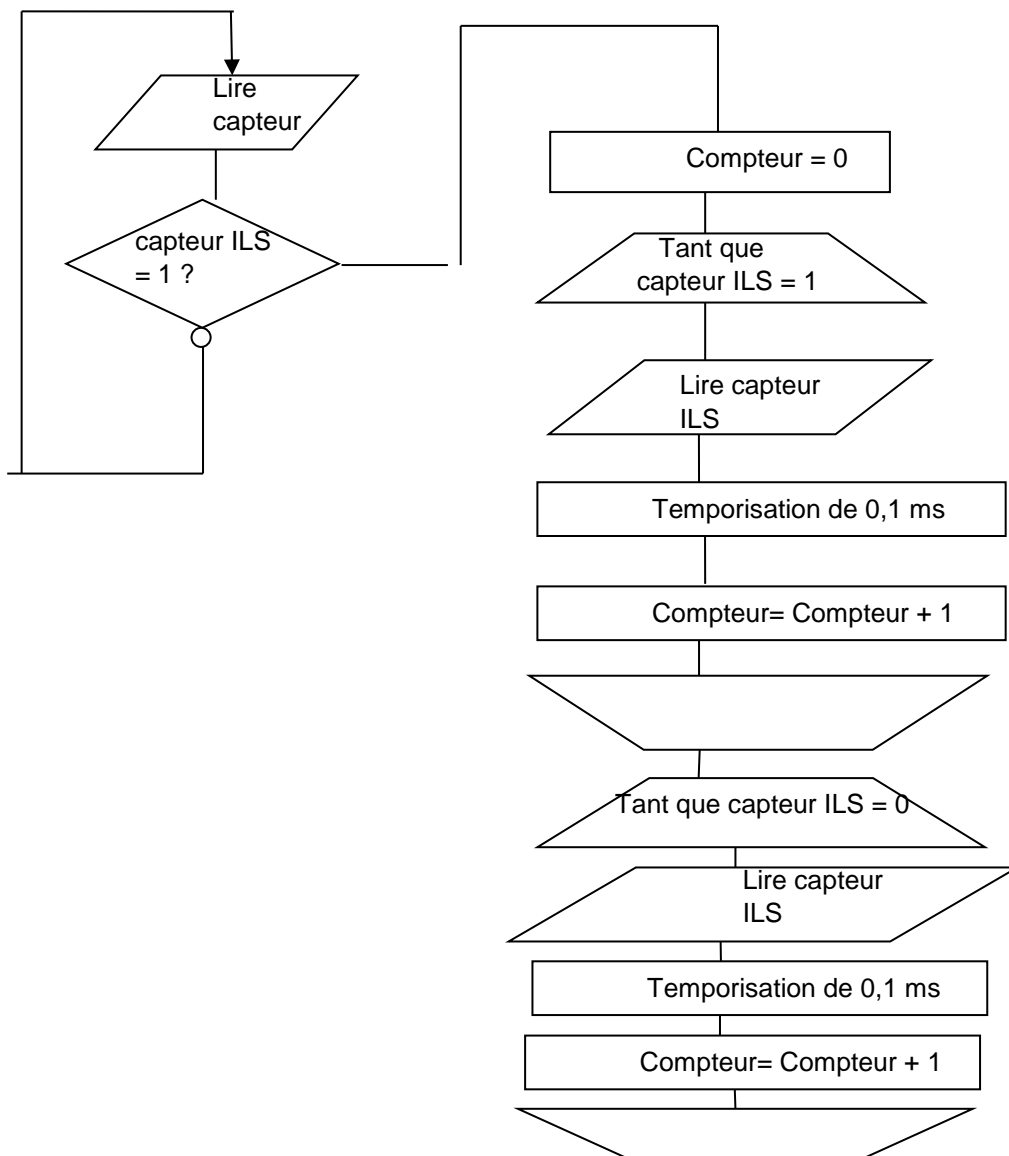 Lire
capteur
capteur ILS
= 1 ?
Compteur = 0
Tant que
capteur ILS = 1
Lire capteur
ILS
Temporisation de 0,1 ms
Compteur= Compteur + 1
Tant que capteur ILS = 0
Lire capteur
ILS
Temporisation de 0,1 ms
Compteur= Compteur + 1